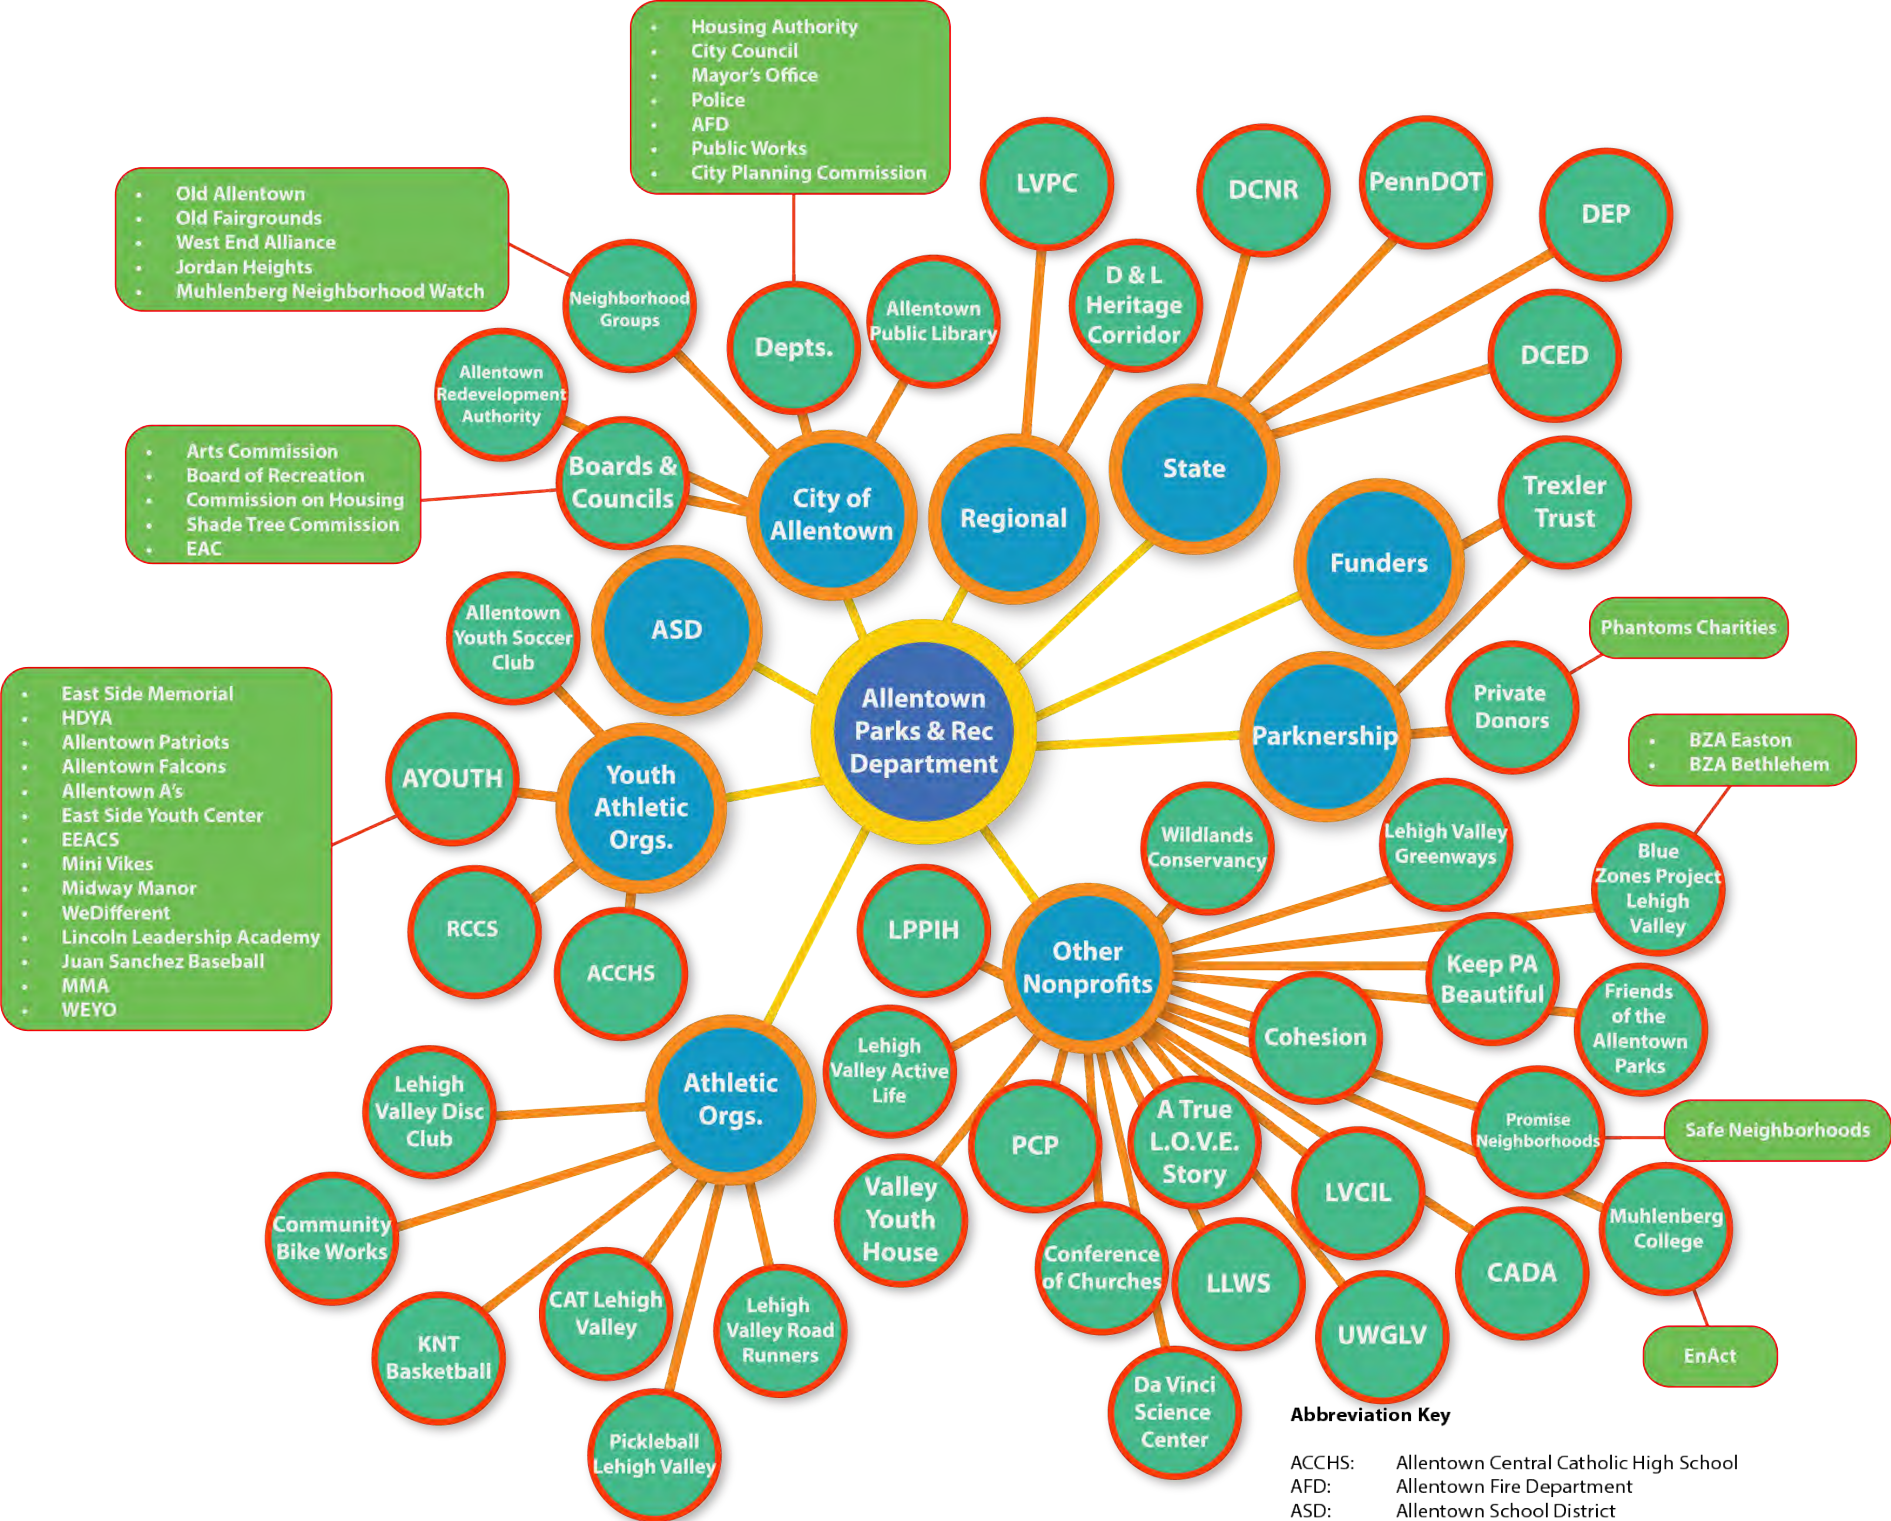 Housing Authority
City Council
Mayor's Office
Police
AFD
Public Works
City Planning Commission
Old Allentown
Old Fairgrounds
West End Alliance
Jordan Heights
Muhlenberg Neighborhood Watch
Neighborhood
Groups
Depts.
Allentown
Public Library
LVPC
D & L
Heritage
Corridor
DCNR
PennDOT
DEP
DCED
Allentown
Redevelopment
Authority
Arts Commission
Board of Recreation
Commission on Housing
Shade Tree Commission
EAC
Boards &
Councils
City of
Allentown
Regional
State
Funders
Trexler
Trust
ASD
Allentown
Youth Soccer
Club
Allentown
Parks & Rec
Department
Parknership
Private
Donors
Phantoms Charities
BZA Easton
BZA Bethlehem
East Side Memorial
HDYA
Allentown Patriots
Allentown Falcons
Allentown A's
East Side Youth Center
EEACS
Mini Vikes
Midway Manor
WeDifferent
Lincoln Leadership Academy
Juan Sanchez Baseball
MMA
WEYO
AYOUTH
Youth
Athletic
Orgs.
RCCS
ACCHS
Wildlands
Conservancy
Lehigh Valley
Greenways
Blue
Zones Project
Lehigh
Valley
LPPIH
Other
Nonprofits
Keep PA
Beautiful
Friends
of the
Allentown
Parks
Cohesion
Lehigh
Valley Active
Life
Athletic
Orgs.
Lehigh
Valley Disc
Club
PCP
A True
L.O.V.E.
Story
Promise
Neighborhoods
Safe Neighborhoods
Valley
Youth
House
LVCIL
Muhlenberg
College
Community
Bike Works
Conference
of Churches
LLWS
CADA
KNT
Basketball
CAT Lehigh
Valley
Lehigh
Valley Road
Runners
UWGLV
EnAct
Da Vinci
Science
Center
Pickleball
Lehigh Valley
Abbreviation Key
ACCHS: Allentown Central Catholic High School
AFD: Allentown Fire Department
ASD: Allentown School District